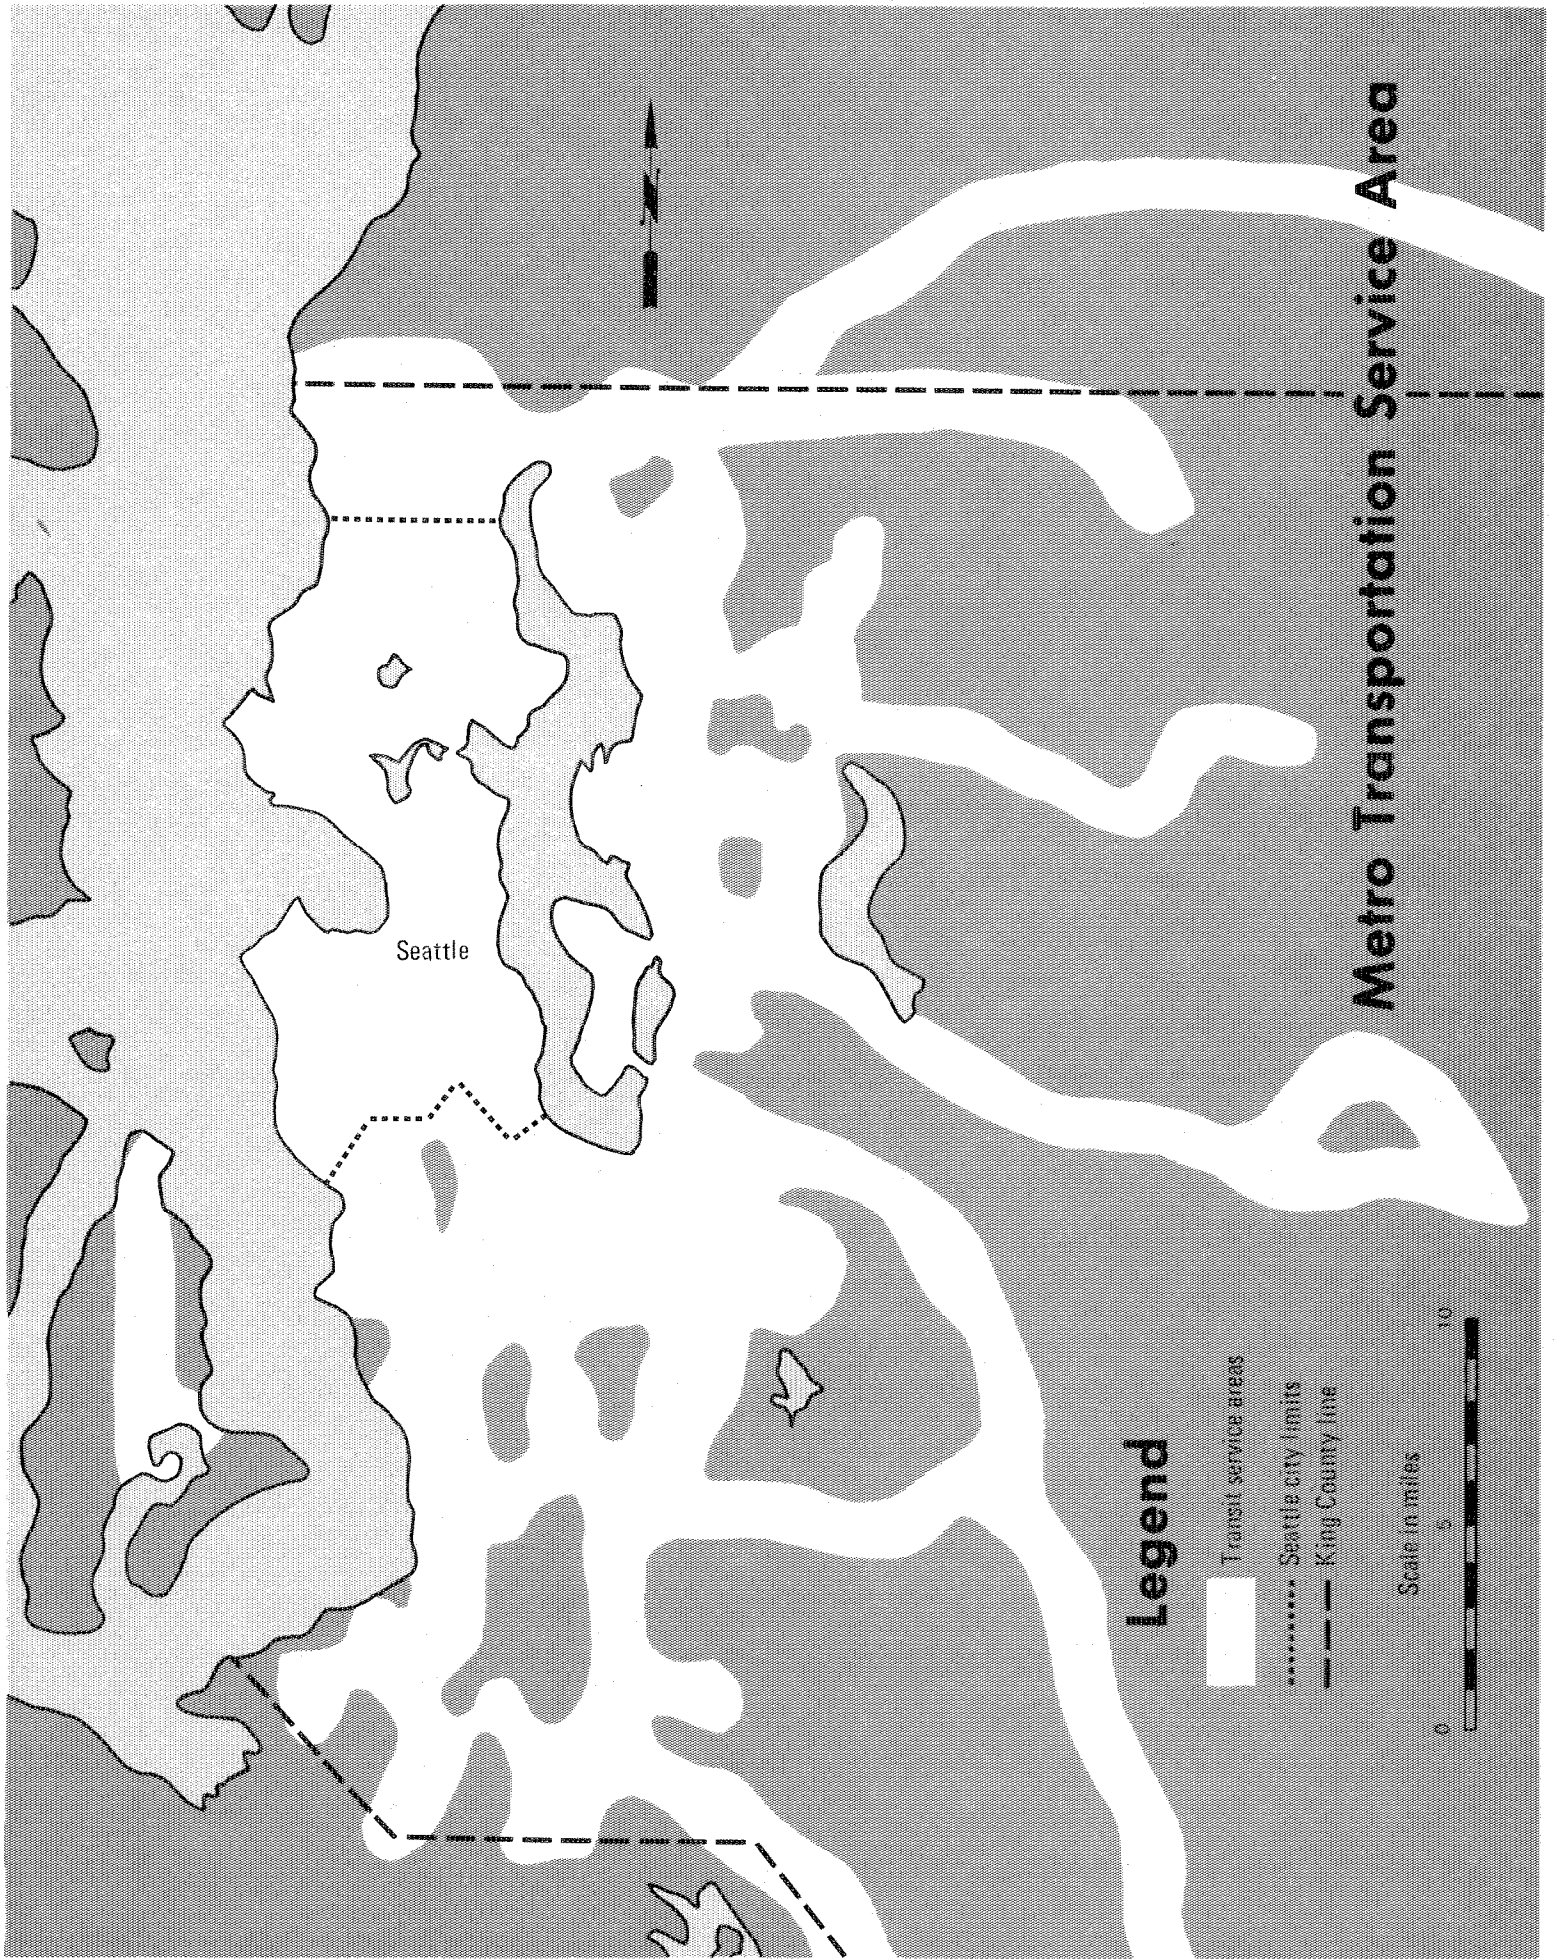 Metro Transportation Service Area
N
Seattle
Legend
Transit service areas
Seattle city limits
King County line
Scale in miles
0 5 10